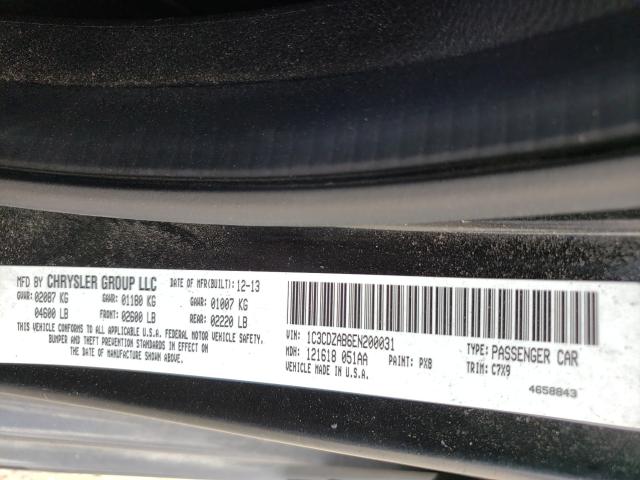 MFD BY CHRYSLER GROUP LLC DATE OF MFR(BUILT): 12-13
GVWR: 02087 KG GAWR: 01180 KG GAWR: 01007 KG
04600 LB FRONT: 02600 LB REAR: 02220 LB
THIS VEHICLE CONFORMS TO ALL APPLICABLE U.S.A. FEDERAL MOTOR VEHICLE SAFETY,
BUMPER AND THEFT PREVENTION STANDARDS IN EFFECT ON
THE DATE OF MANUFACTURE SHOWN ABOVE.
VIN: 1C3CDZAB6EN200031 TYPE: PASSENGER CAR
MDH: 121618 051AA PAINT: PX8 TRIM: C7X9
VEHICLE MADE IN U.S.A. 4658843